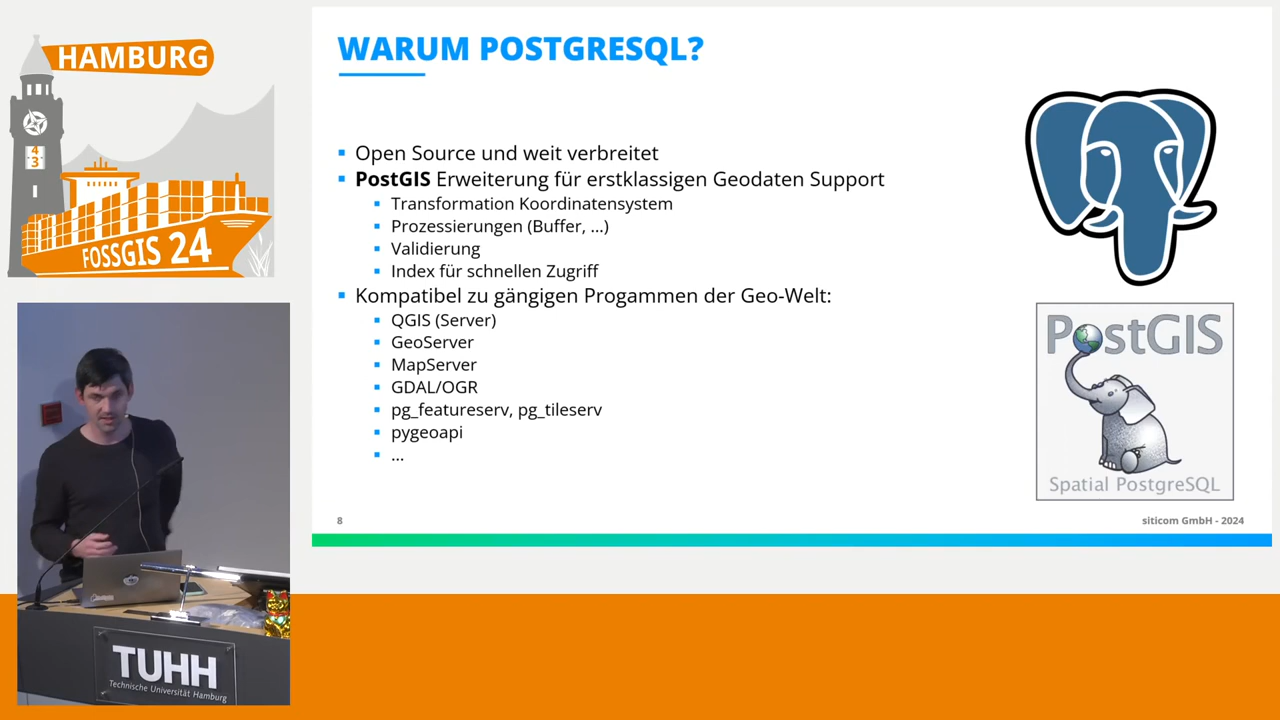 HAMBURG
4
3
FOSSGIS 24
WARUM POSTGRESQL?
Open Source und weit verbreitet
PostGIS Erweiterung für erstklassigen Geodaten Support
Transformation Koordinatensystem
Prozessierungen (Buffer, ...)
Validierung
Index für schnellen Zugriff
Kompatibel zu gängigen Progammen der Geo-Welt:
QGIS (Server)
GeoServer
MapServer
GDAL/OGR
pg_featureserv, pg_tileserv
pygeoapi
...
PostGIS
Spatial PostgreSQL
8
siticom GmbH - 2024
TUHH
Technische Universität Hamburg